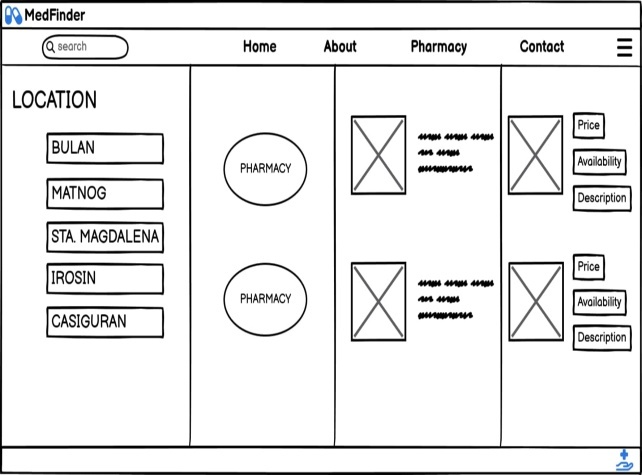 MedFinder
search
Home
About
Pharmacy
Contact
LOCATION
BULAN
MATNOG
STA. MAGDALENA
IROSIN
CASIGURAN
PHARMACY
PHARMACY
Price
Availability
Description
Price
Availability
Description